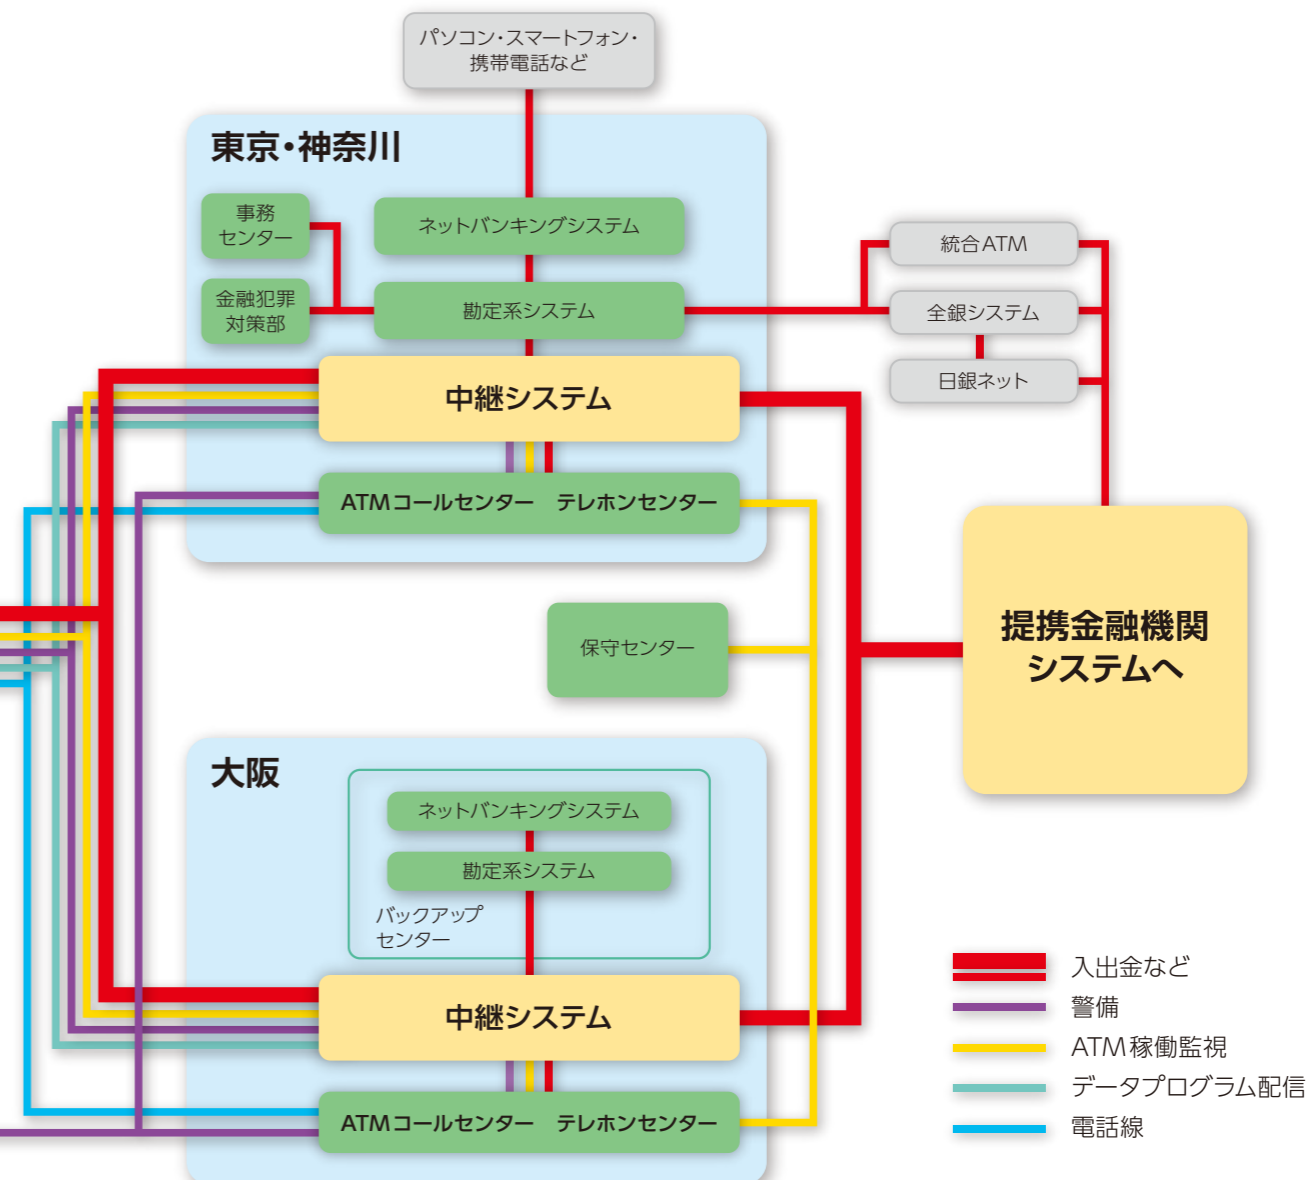 パソコン・スマートフォン・
携帯電話など
東京・神奈川
事務
センター
ネットバンキングシステム
金融犯罪
対策部
勘定系システム
統合ATM
全銀システム
日銀ネット
中継システム
ATMコールセンター テレホンセンター
提携金融機関
システムへ
保守センター
大阪
ネットバンキングシステム
勘定系システム
バックアップ
センター
中継システム
ATMコールセンター テレホンセンター
入出金など
警備
ATM稼働監視
データプログラム配信
電話線